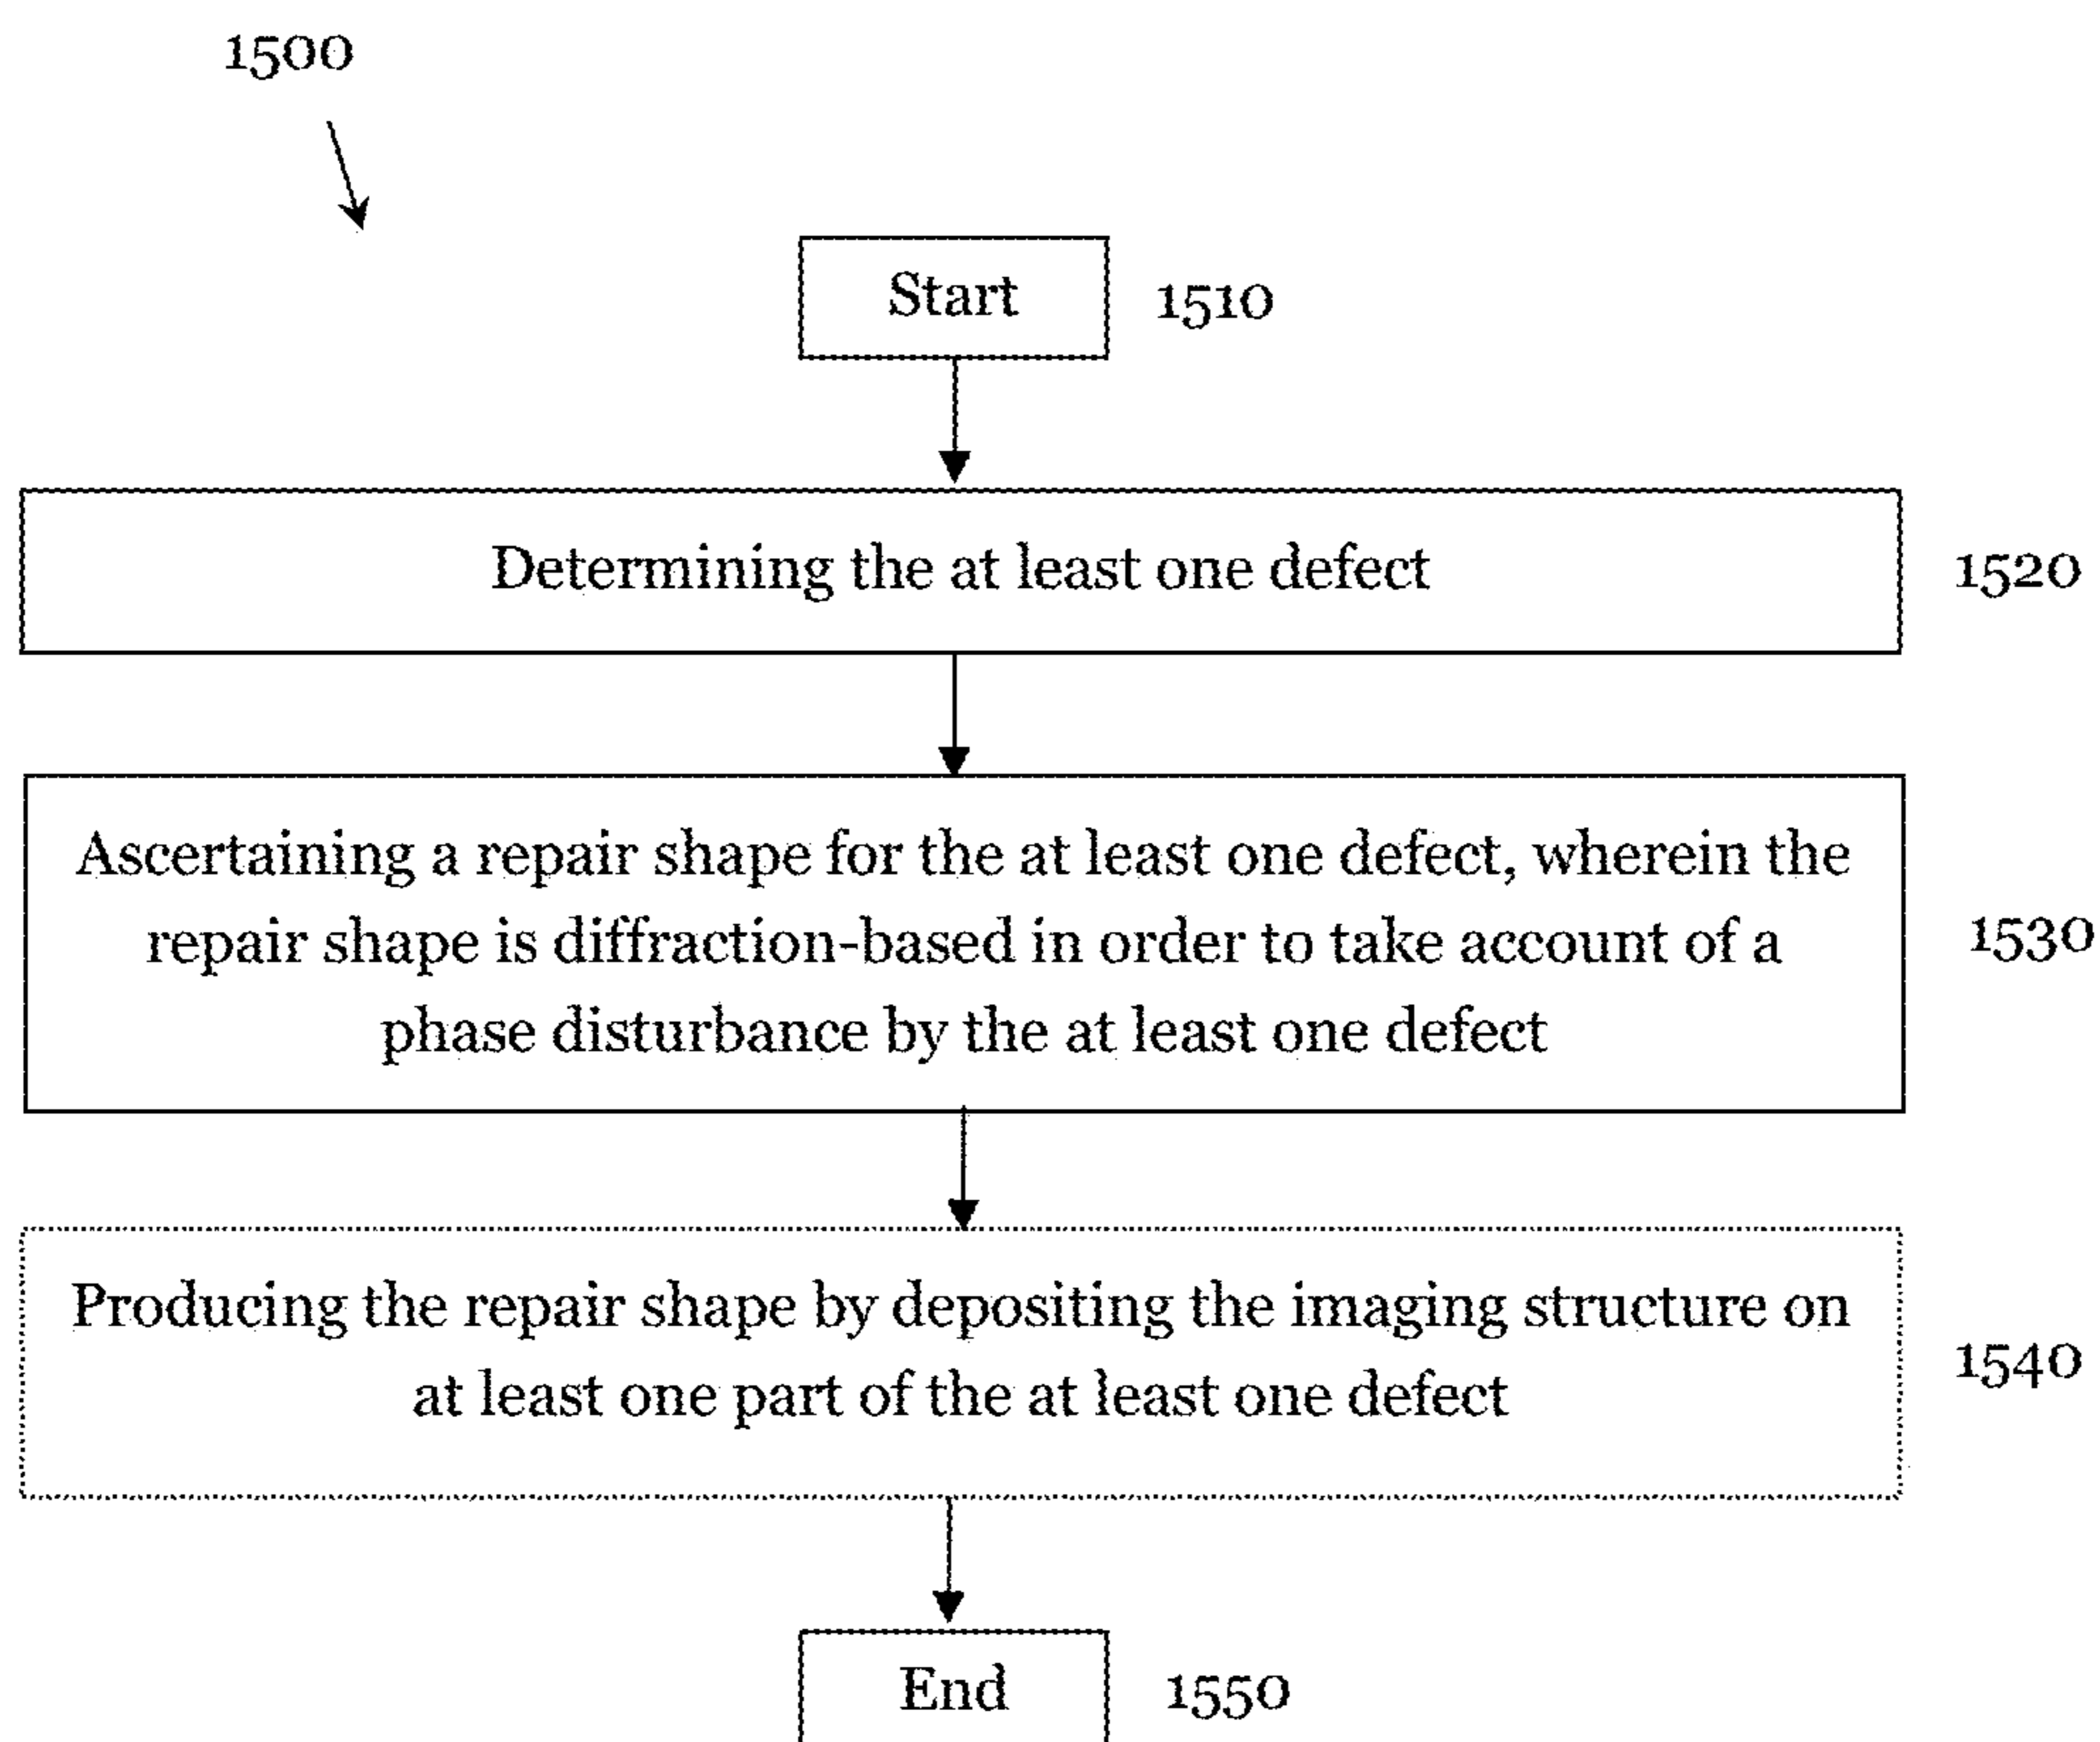 1500
Start
1510
Determining the at least one defect
1520
Ascertaining a repair shape for the at least one defect, wherein the
repair shape is diffraction-based in order to take account of a
phase disturbance by the at least one defect
1530
Producing the repair shape by depositing the imaging structure on
at least one part of the at least one defect
1540
End
1550